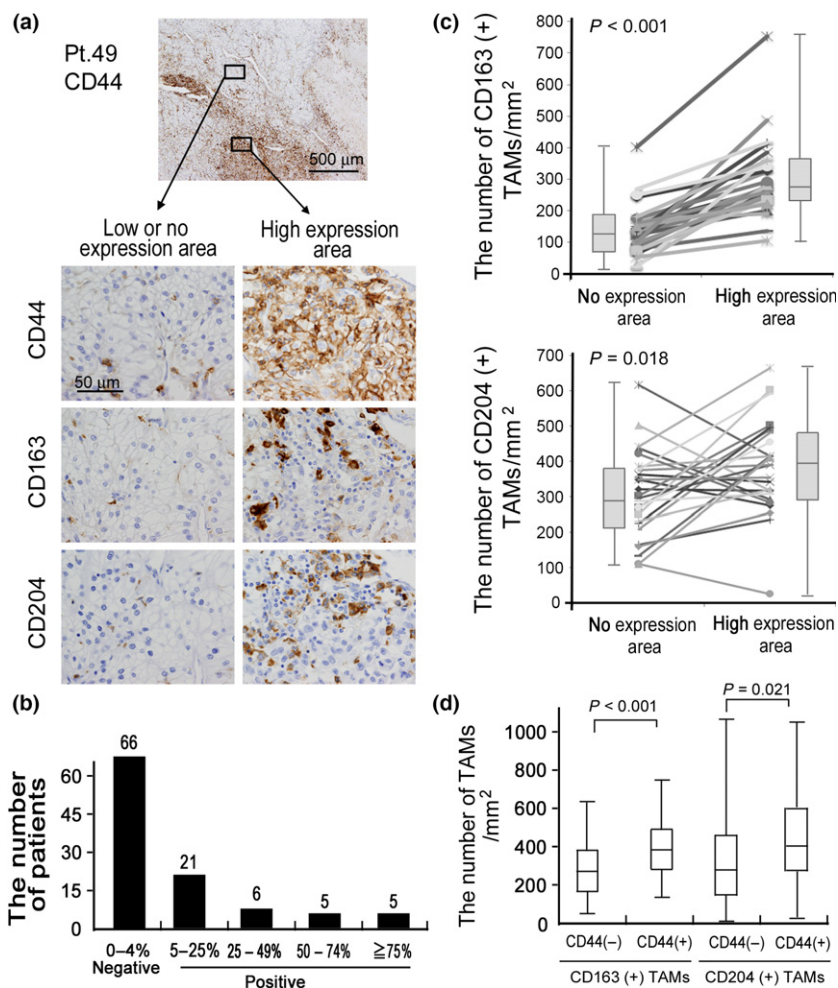 (a)
Pt.49
CD44
500 μm
Low or no
expression area
High expression
area
CD44
50 μm
CD163
CD204
(b)
The number
of patients
60
45
30
15
0
66
21
6
5
5
0–4%
5–25%
25 – 49%
50 – 74%
≧75%
Negative
Positive
(c)
The number of CD163 (+)
TAMs/mm²
P < 0.001
800
700
600
500
400
300
200
100
0
No expression
area
High expression
area
The number of CD204 (+)
TAMs/mm²
P = 0.018
700
600
500
400
300
200
100
0
No expression
area
High expression
area
(d)
The number of TAMs
/mm²
P < 0.001
P = 0.021
1000
800
600
400
200
0
CD44(–)
CD44(+)
CD44(–)
CD44(+)
CD163 (+) TAMs
CD204 (+) TAMs